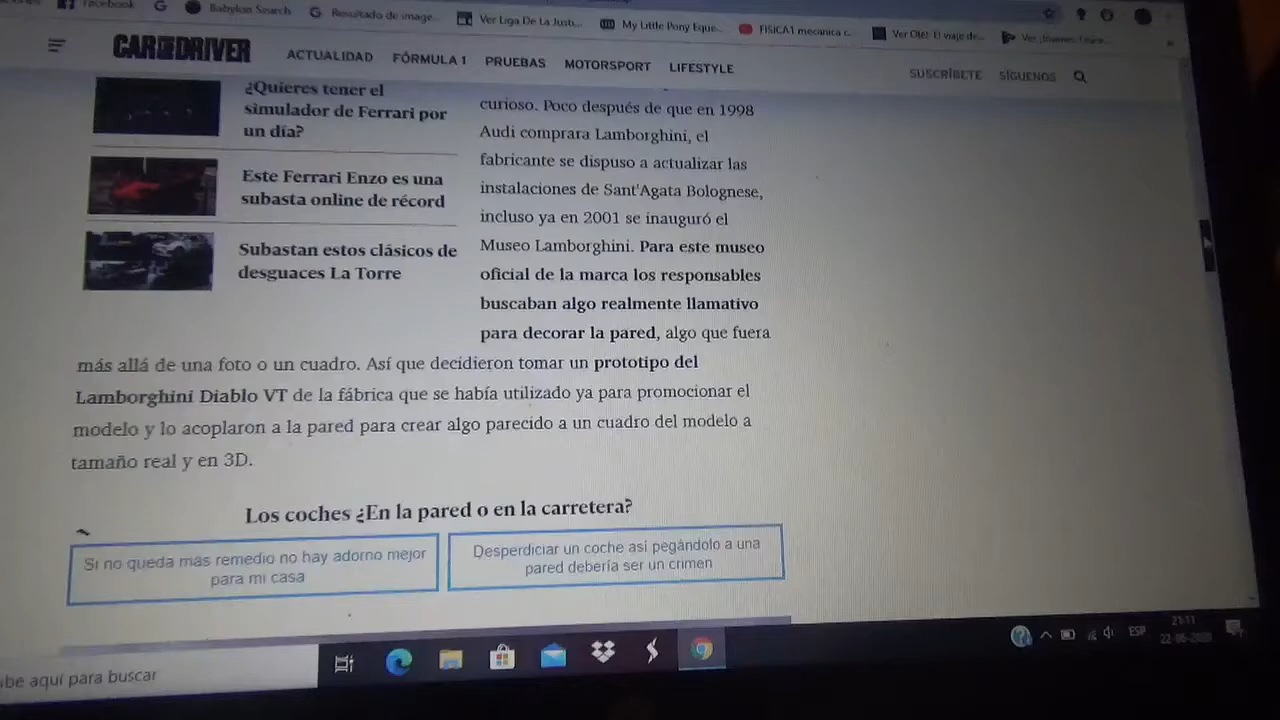 Facebook
Babylon Search
Resultado de image...
Ver Liga De La Just...
My Little Pony Eque...
FISICA1 mecanica c...
Ver Olé! El viaje de...
CAR AND DRIVER
ACTUALIDAD FÓRMULA 1 PRUEBAS MOTORSPORT LIFESTYLE
SUSCRÍBETE SÍGUENOS
¿Quieres tener el
simulador de Ferrari por
un día?
Este Ferrari Enzo es una
subasta online de récord
Subastan estos clásicos de
desguaces La Torre
curioso. Poco después de que en 1998
Audi comprara Lamborghini, el
fabricante se dispuso a actualizar las
instalaciones de Sant'Agata Bolognese,
incluso ya en 2001 se inauguró el
Museo Lamborghini. Para este museo
oficial de la marca los responsables
buscaban algo realmente llamativo
para decorar la pared, algo que fuera
más allá de una foto o un cuadro. Así que decidieron tomar un prototipo del
Lamborghini Diablo VT de la fábrica que se había utilizado ya para promocionar el
modelo y lo acoplaron a la pared para crear algo parecido a un cuadro del modelo a
tamaño real y en 3D.
Los coches ¿En la pared o en la carretera?
Si no queda más remedio no hay adorno mejor
para mi casa
Desperdiciar un coche así pegándolo a una
pared debería ser un crimen
ibe aquí para buscar
ESP
21:11